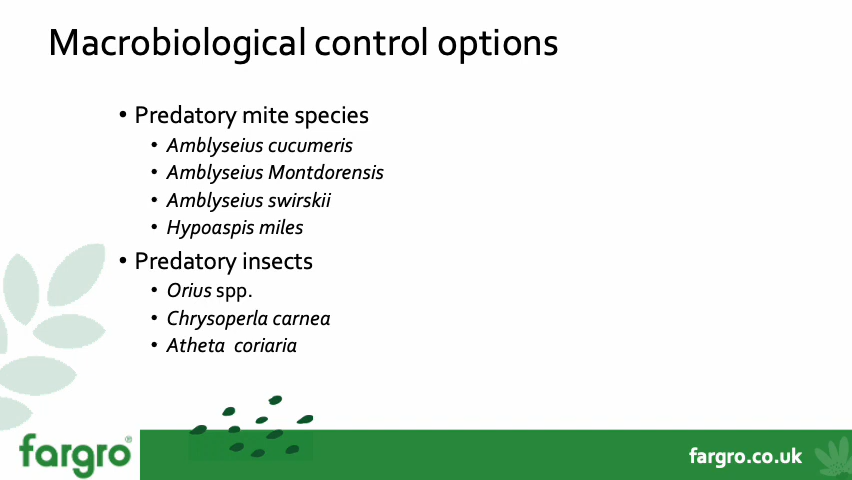 Macrobiological control options
• Predatory mite species
• Amblyseius cucumeris
• Amblyseius Montdorensis
• Amblyseius swirskii
• Hypoaspis miles
• Predatory insects
• Orius spp.
• Chrysoperla carnea
• Atheta  coriaria
fargro®
fargro.co.uk